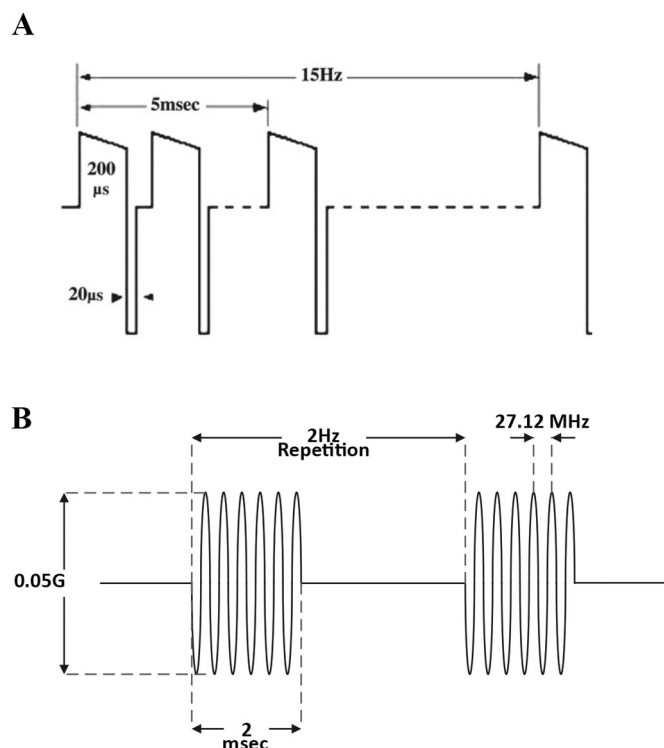 A
15Hz
5msec
200
µs
20µs
B
27.12 MHz
2Hz
Repetition
0.05G
2
msec